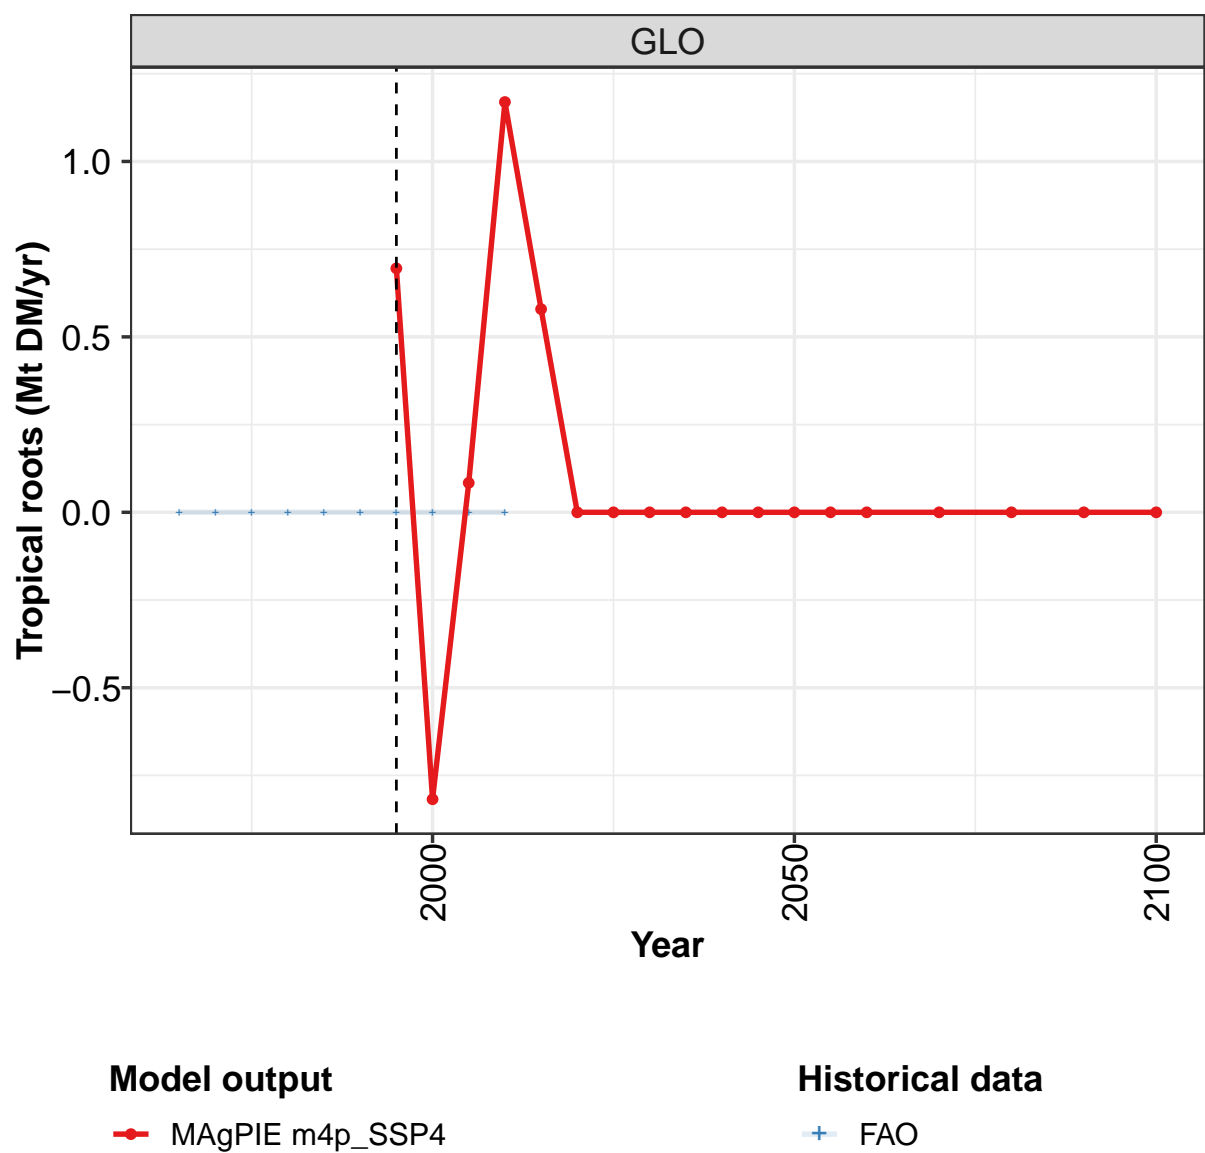 GLO
Tropical roots (Mt DM/yr)
1.0
0.5
0.0
−0.5
2000
2050
2100
Year
Model output
MAgPIE m4p_SSP4
Historical data
FAO